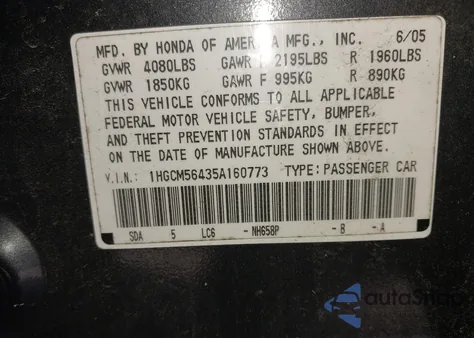 MFD. BY HONDA OF AMERICA MFG., INC. 6/05
GVWR 4080LBS GAWR F 2195LBS R 1960LBS
GVWR 1850KG GAWR F 995KG R 890KG
THIS VEHICLE CONFORMS TO ALL APPLICABLE
FEDERAL MOTOR VEHICLE SAFETY, BUMPER,
AND THEFT PREVENTION STANDARDS IN EFFECT
ON THE DATE OF MANUFACTURE SHOWN ABOVE.
V.I.N.: 1HGCM56435A160773 TYPE: PASSENGER CAR
SDA 5 LC6 -NH658P -B -A